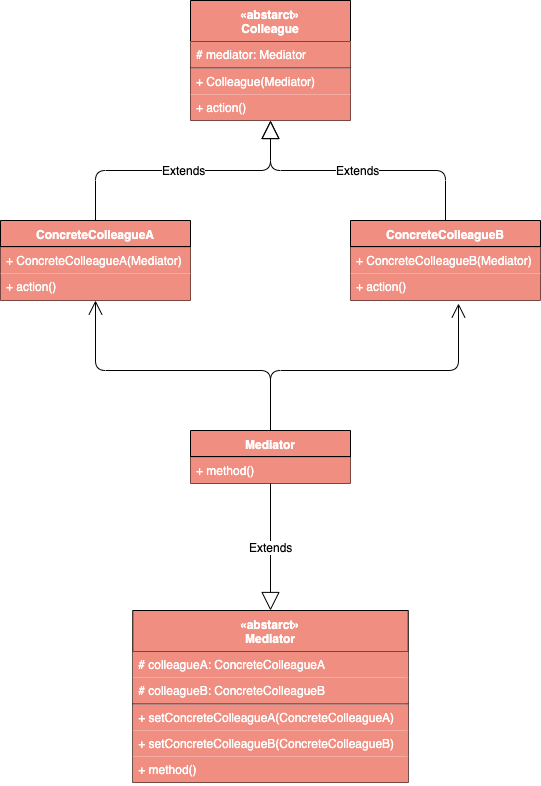 «abstarct»
Colleague
# mediator: Mediator
+ Colleague(Mediator)
+ action()
Extends
Extends
ConcreteColleagueA
+ ConcreteColleagueA(Mediator)
+ action()
ConcreteColleagueB
+ ConcreteColleagueB(Mediator)
+ action()
Mediator
+ method()
Extends
«abstarct»
Mediator
# colleagueA: ConcreteColleagueA
# colleagueB: ConcreteColleagueB
+ setConcreteColleagueA(ConcreteColleagueA)
+ setConcreteColleagueB(ConcreteColleagueB)
+ method()